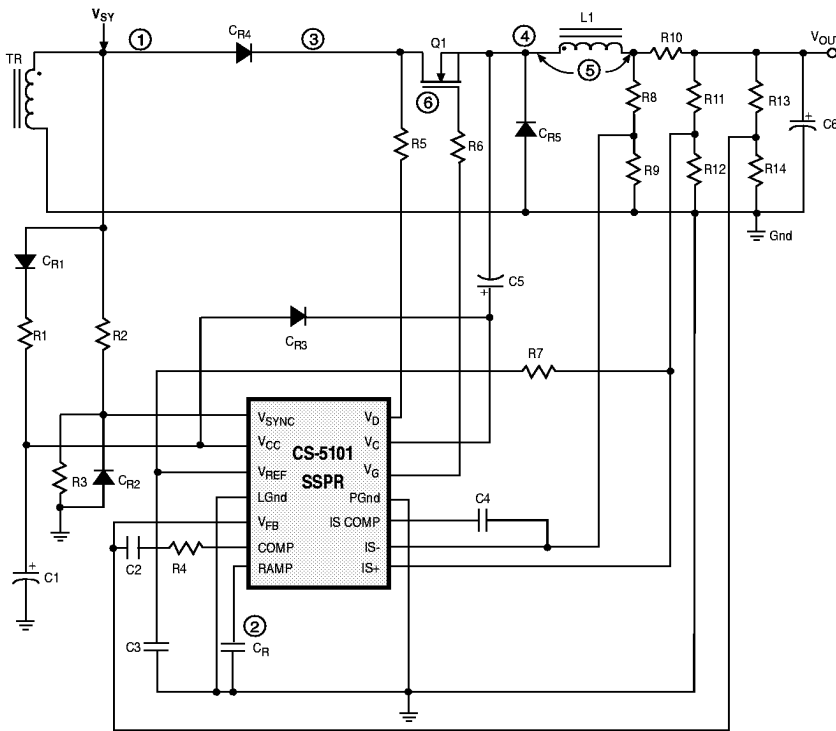 VSY
L1
TR
1
CR4
3
Q1
4
R10
VOUT
5
6
R8
R11
R13
C6
+
R5
R6
CR5
R9
R12
R14
Gnd
CR1
C5
+
R1
R2
CR3
R7
VSYNC
VD
VCC
CS-5101
VC
VREF
SSPR
VG
R3
CR2
LGnd
PGnd
C4
VFB
IS COMP
COMP
IS-
C2
R4
RAMP
IS+
+
C1
2
C3
CR